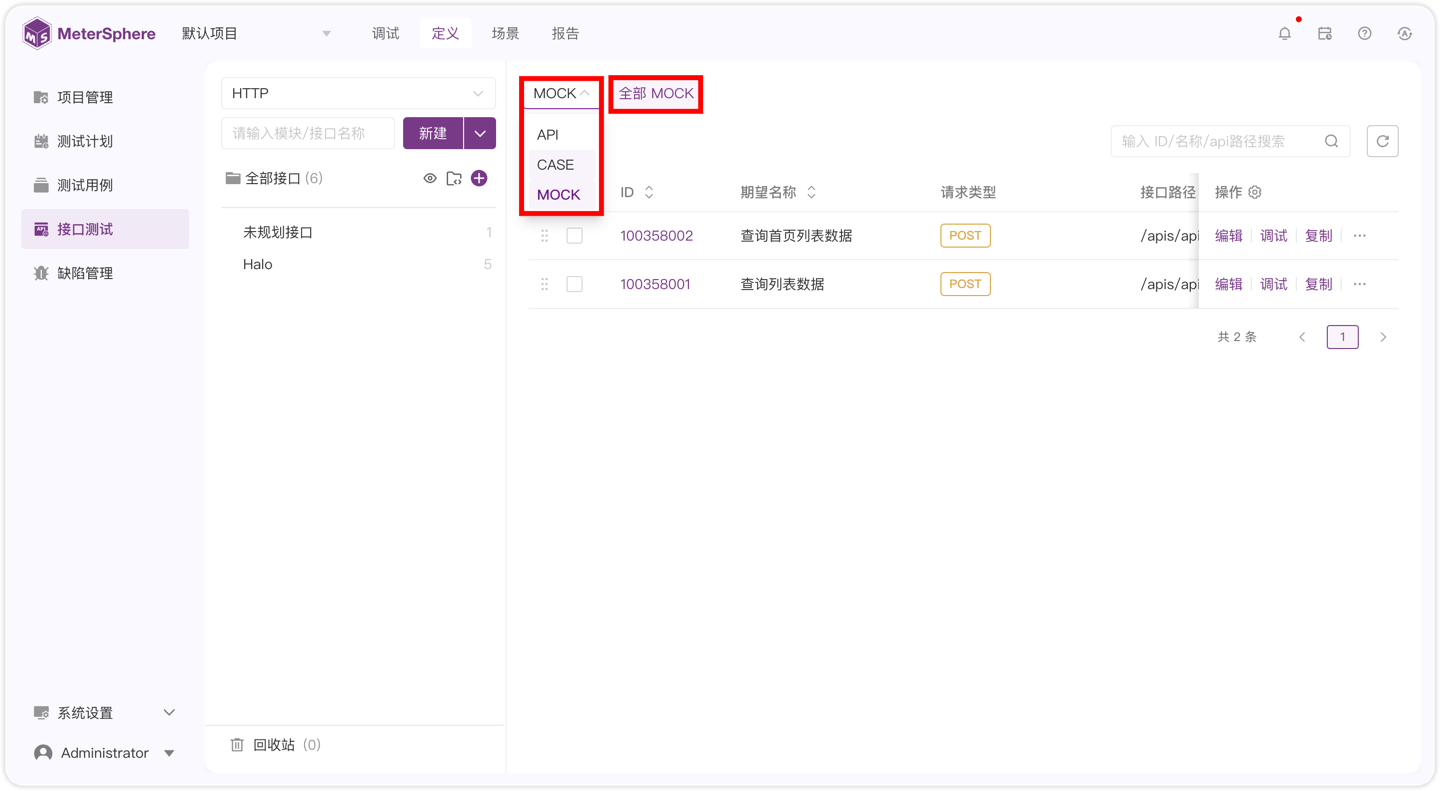 MeterSphere
默认项目
调试
定义
场景
报告
项目管理
测试计划
测试用例
接口测试
缺陷管理
系统设置
Administrator
HTTP
请输入模块/接口名称
新建
全部接口 (6)
未规划接口 1
Halo 5
回收站 (0)
MOCK
全部 MOCK
API
CASE
MOCK
输入 ID/名称/api路径搜索
ID 期望名称 请求类型 接口路径 操作
100358002 查询首页列表数据 POST /apis/api 编辑 调试 复制 ···
100358001 查询列表数据 POST /apis/api 编辑 调试 复制 ···
共 2 条 1